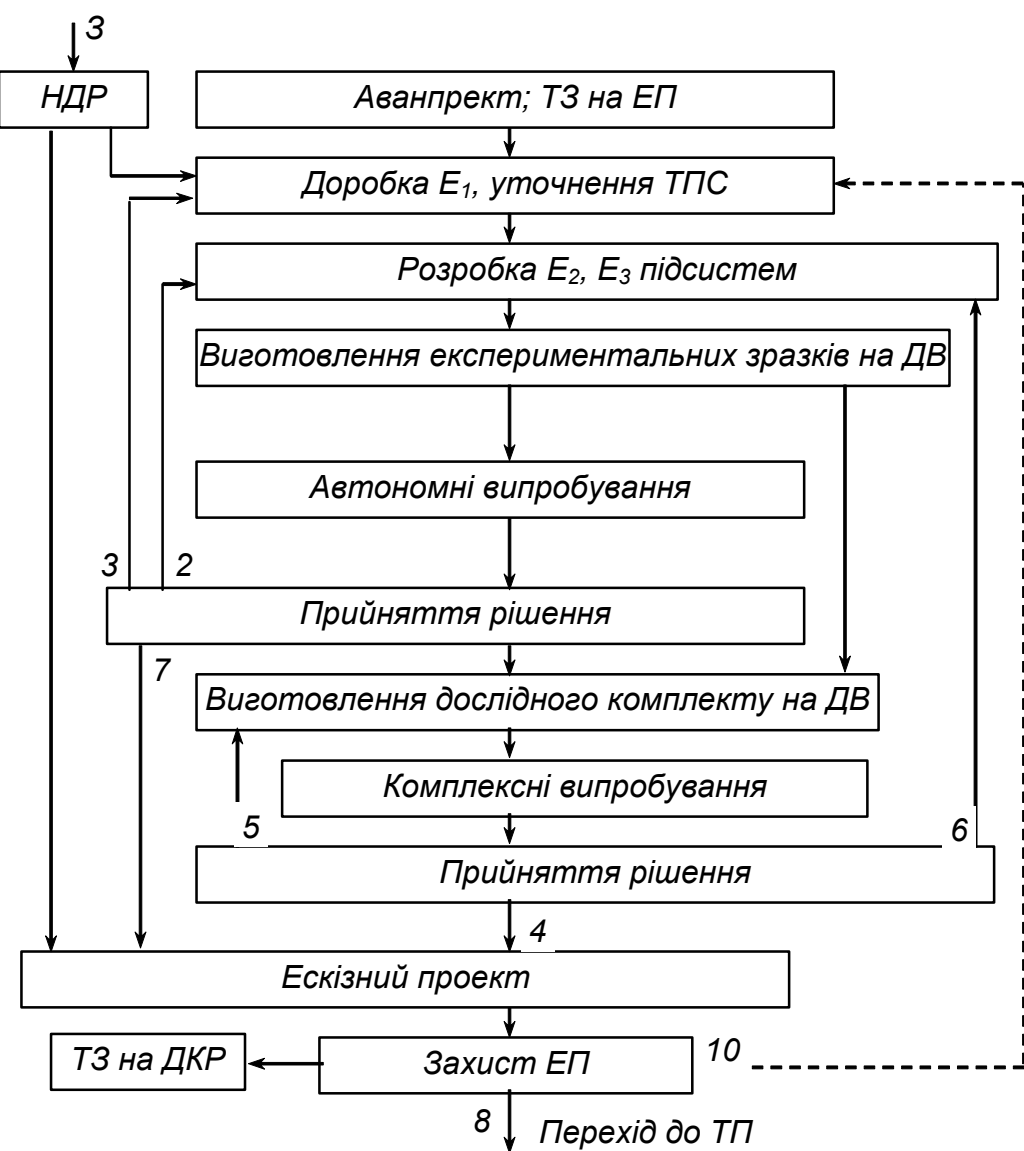 3
НДР
Аванпрект; ТЗ на ЕП
Доробка Е₁, уточнення ТПС
Розробка Е₂, Е₃ підсистем
Виготовлення експериментальних зразків на ДВ
Автономні випробування
3 2
Прийняття рішення
7
Виготовлення дослідного комплекту на ДВ
Комплексні випробування
5 6
Прийняття рішення
4
Ескізний проект
ТЗ на ДКР
Захист ЕП
10
8
Перехід до ТП